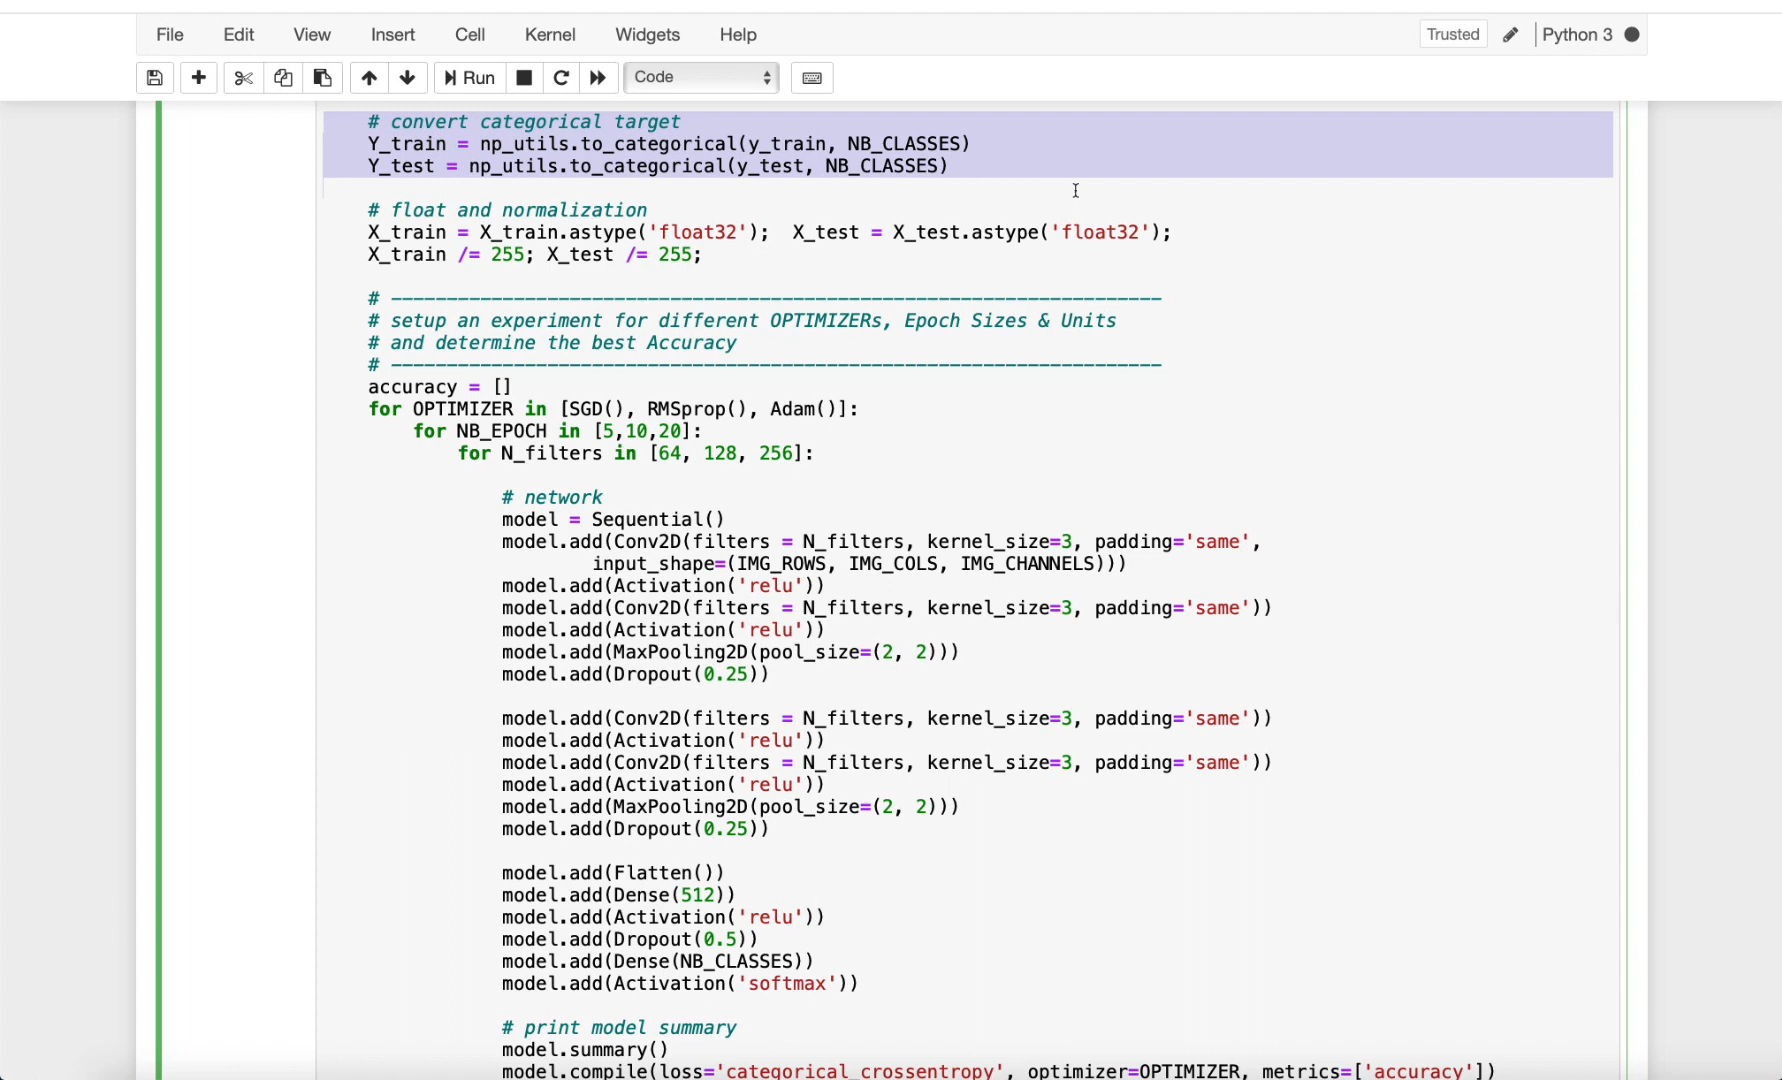 File Edit View Insert Cell Kernel Widgets Help Trusted Python 3
Run Code
# convert categorical target
Y_train = np_utils.to_categorical(y_train, NB_CLASSES)
Y_test = np_utils.to_categorical(y_test, NB_CLASSES)
# float and normalization
X_train = X_train.astype('float32');  X_test = X_test.astype('float32');
X_train /= 255; X_test /= 255;
# ---------------------------------------------------------------------
# setup an experiment for different OPTIMIZERs, Epoch Sizes & Units
# and determine the best Accuracy
# ---------------------------------------------------------------------
accuracy = []
for OPTIMIZER in [SGD(), RMSprop(), Adam()]:
    for NB_EPOCH in [5,10,20]:
        for N_filters in [64, 128, 256]:
            # network
            model = Sequential()
            model.add(Conv2D(filters = N_filters, kernel_size=3, padding='same',
                    input_shape=(IMG_ROWS, IMG_COLS, IMG_CHANNELS)))
            model.add(Activation('relu'))
            model.add(Conv2D(filters = N_filters, kernel_size=3, padding='same'))
            model.add(Activation('relu'))
            model.add(MaxPooling2D(pool_size=(2, 2)))
            model.add(Dropout(0.25))
            model.add(Conv2D(filters = N_filters, kernel_size=3, padding='same'))
            model.add(Activation('relu'))
            model.add(Conv2D(filters = N_filters, kernel_size=3, padding='same'))
            model.add(Activation('relu'))
            model.add(MaxPooling2D(pool_size=(2, 2)))
            model.add(Dropout(0.25))
            model.add(Flatten())
            model.add(Dense(512))
            model.add(Activation('relu'))
            model.add(Dropout(0.5))
            model.add(Dense(NB_CLASSES))
            model.add(Activation('softmax'))
            # print model summary
            model.summary()
            model.compile(loss='categorical_crossentropy', optimizer=OPTIMIZER, metrics=['accuracy'])